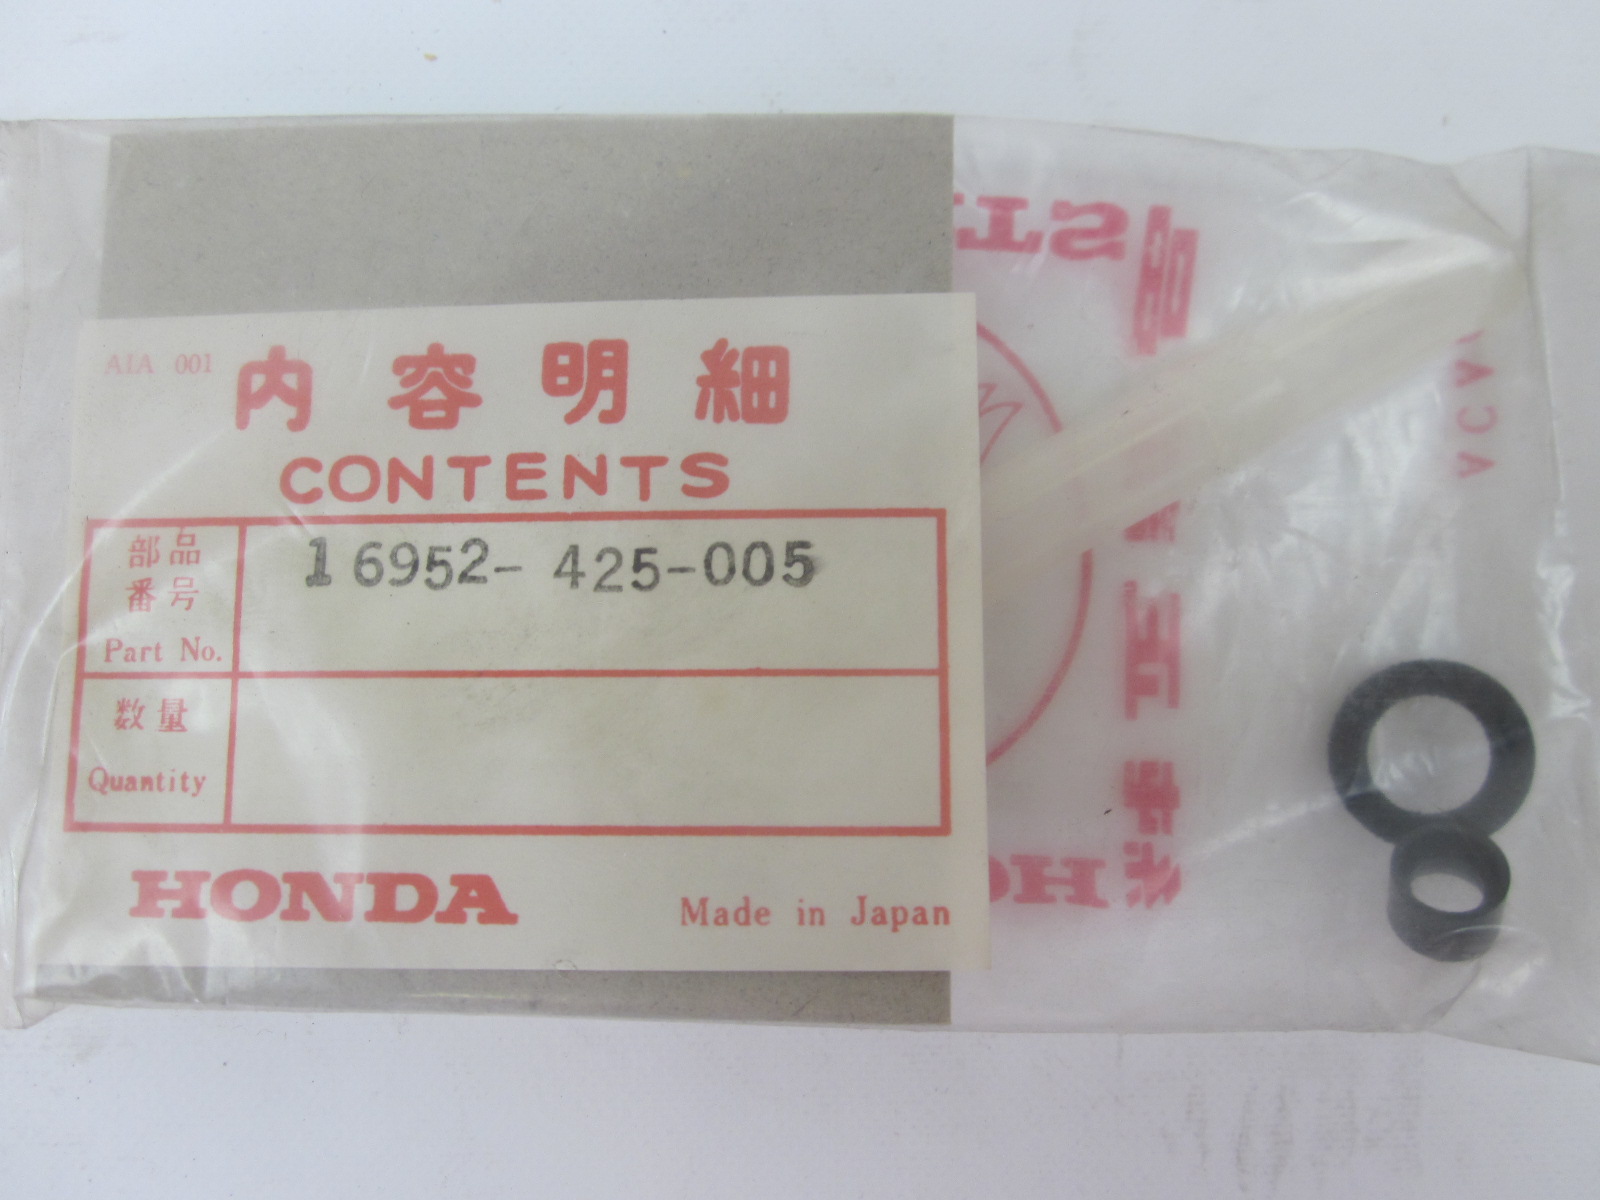 AIA 001
内容明細
CONTENTS
部品
番号
Part No.
16952-425-005
数量
Quantity
HONDA
Made in Japan